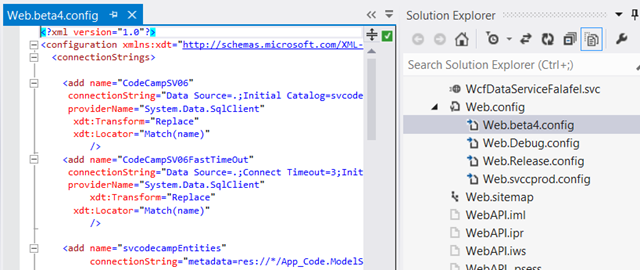 Web.beta4.config
<?xml version="1.0"?>
<configuration xmlns:xdt="http://schemas.microsoft.com/XML-
<connectionStrings>
<add name="CodeCampSV06"
connectionString="Data Source=.;Initial Catalog=svcode
providerName="System.Data.SqlClient
xdt:Transform="Replace"
xdt:Locator="Match(name)"
/>
<add name="CodeCampSV06FastTimeOut"
connectionString="Data Source=.;Connect Timeout=3;Init
providerName="System.Data.SqlClient
xdt:Transform="Replace"
xdt:Locator="Match(name)"
/>
<add name="svcodecampEntities"
connectionString="metadata=res://*/App_Code.ModelS
Solution Explorer
Search Solution Explorer (Ctrl+;)
WcfDataServiceFalafel.svc
Web.config
Web.beta4.config
Web.Debug.config
Web.Release.config
Web.svccprod.config
Web.sitemap
WebAPI.iml
WebAPI.ipr
WebAPI.iws
WebAPI_.psess